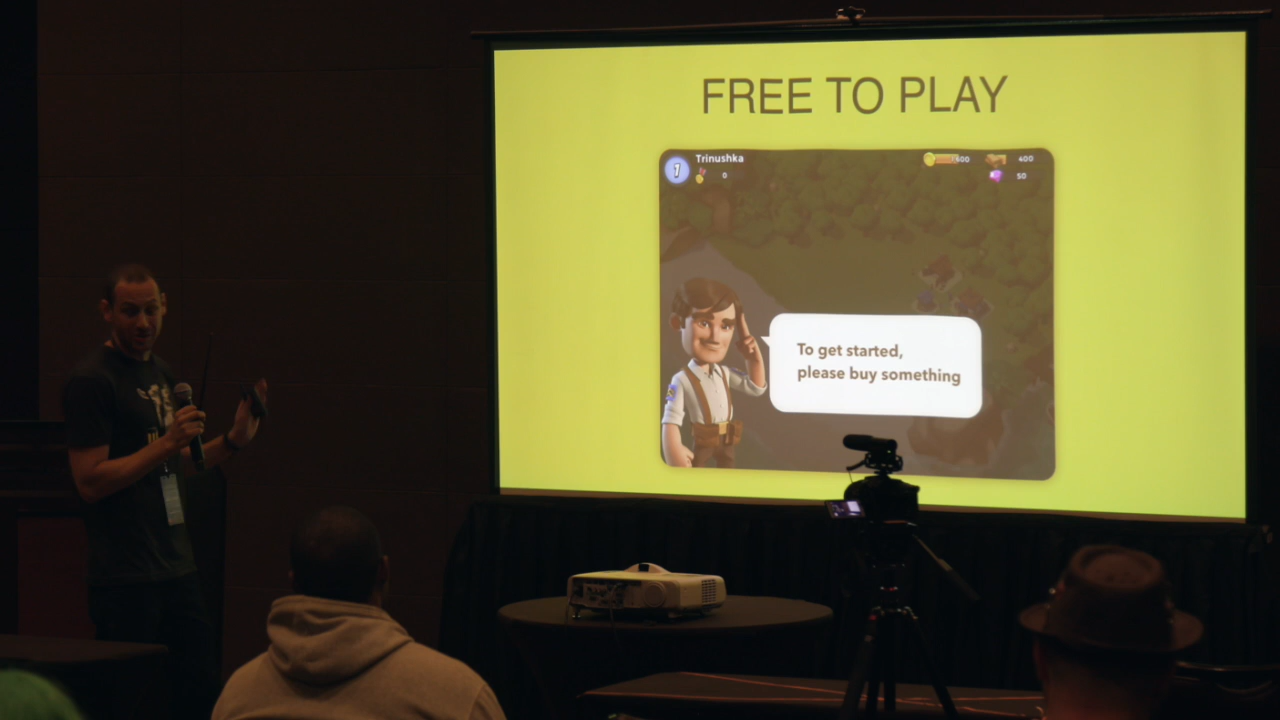 FREE TO PLAY
1 Trinushka
0
600 400
50
To get started,
please buy something